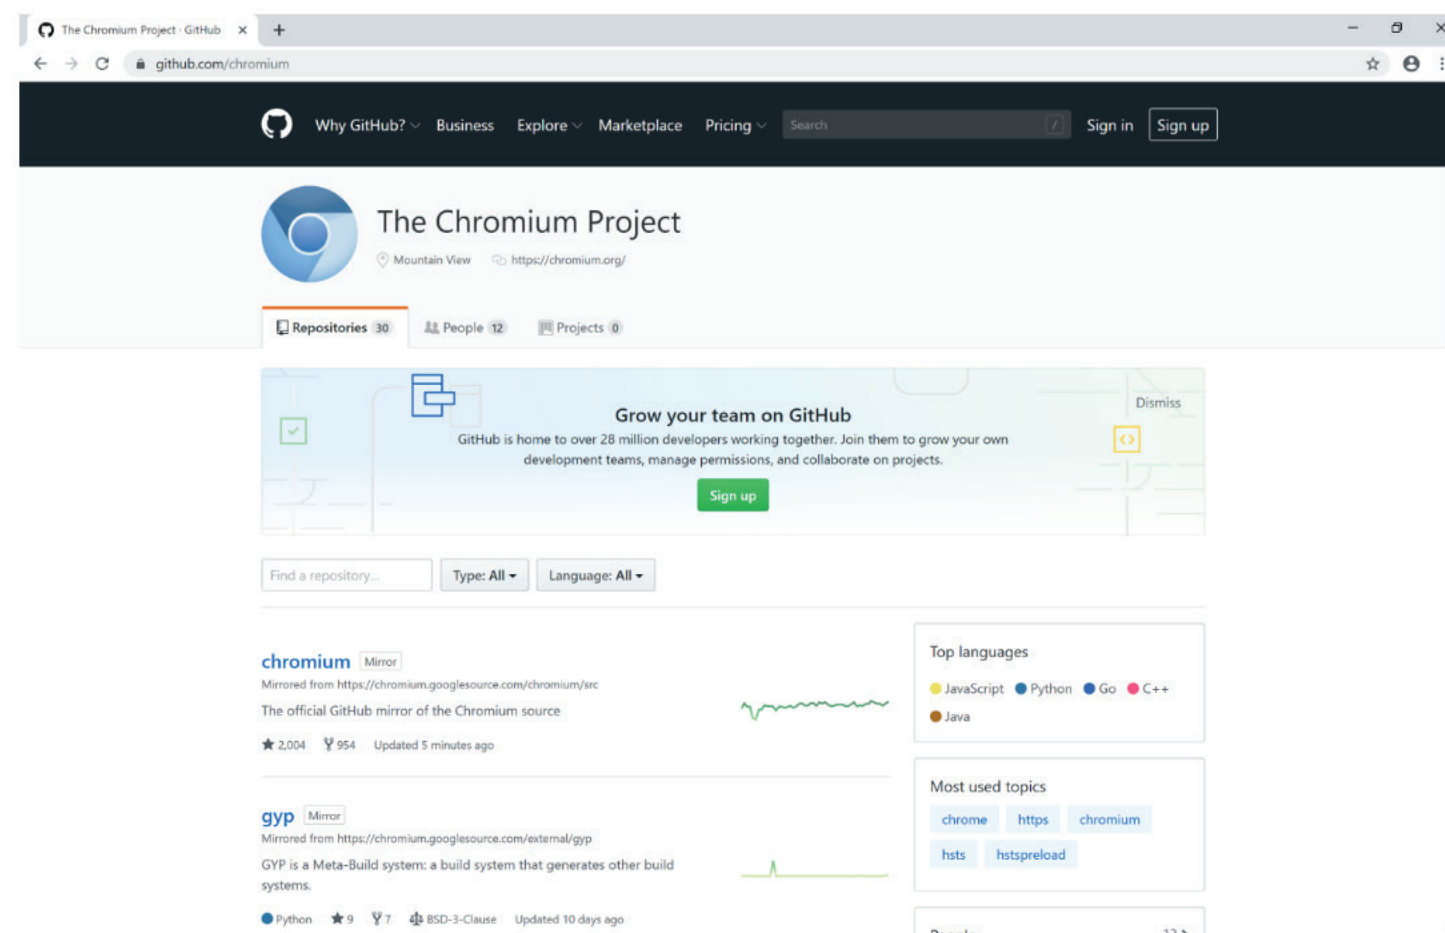 The Chromium Project · GitHub
github.com/chromium
Why GitHub? Business Explore Marketplace Pricing Search / Sign in Sign up
The Chromium Project
Mountain View https://chromium.org/
Repositories 30 People 12 Projects 0
Grow your team on GitHub
Dismiss
GitHub is home to over 28 million developers working together. Join them to grow your own
development teams, manage permissions, and collaborate on projects.
Sign up
Find a repository... Type: All Language: All
chromium Mirror
Mirrored from https://chromium.googlesource.com/chromium/src
The official GitHub mirror of the Chromium source
2,004 954 Updated 5 minutes ago
gyp Mirror
Mirrored from https://chromium.googlesource.com/external/gyp
GYP is a Meta-Build system: a build system that generates other build
systems.
Python 9 7 BSD-3-Clause Updated 10 days ago
Top languages
JavaScript Python Go C++
Java
Most used topics
chrome https chromium
hsts hstspreload